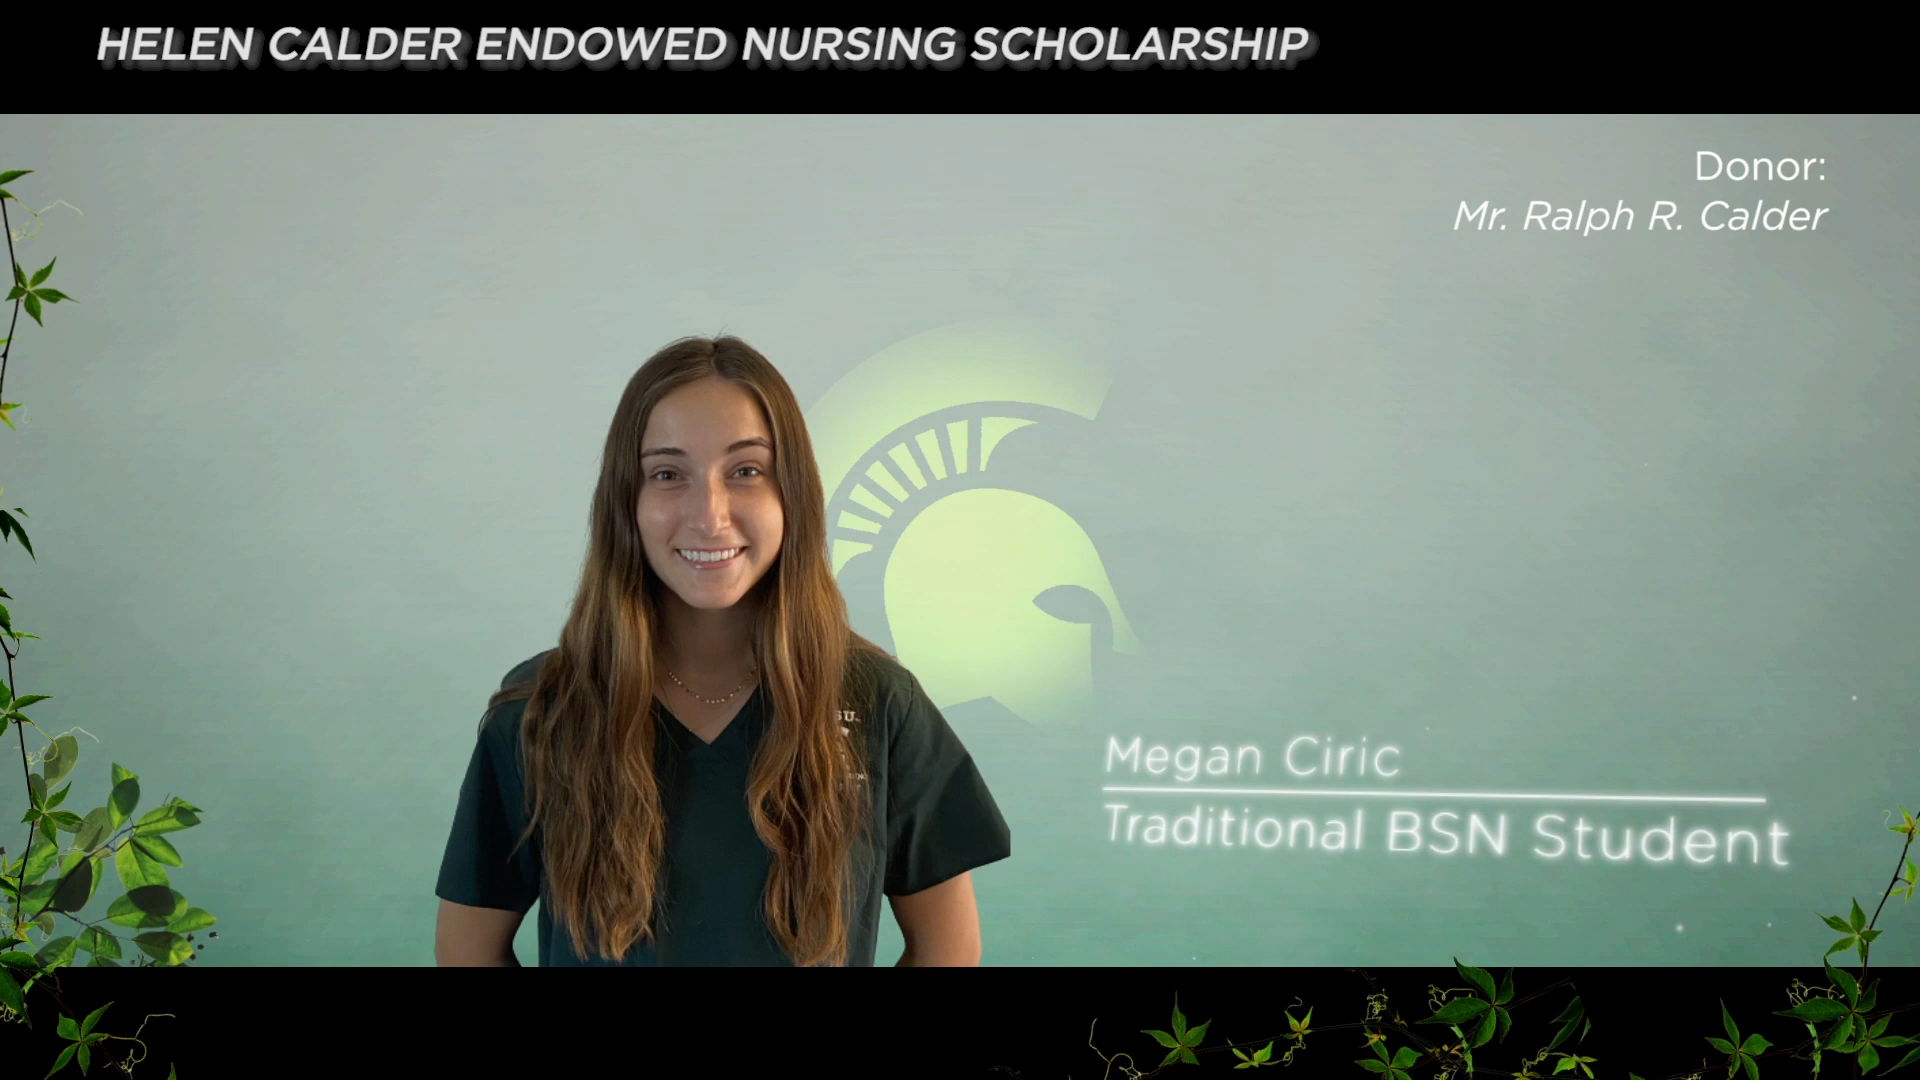 HELEN CALDER ENDOWED NURSING SCHOLARSHIP
Donor:
Mr. Ralph R. Calder
Megan Ciric
Traditional BSN Student